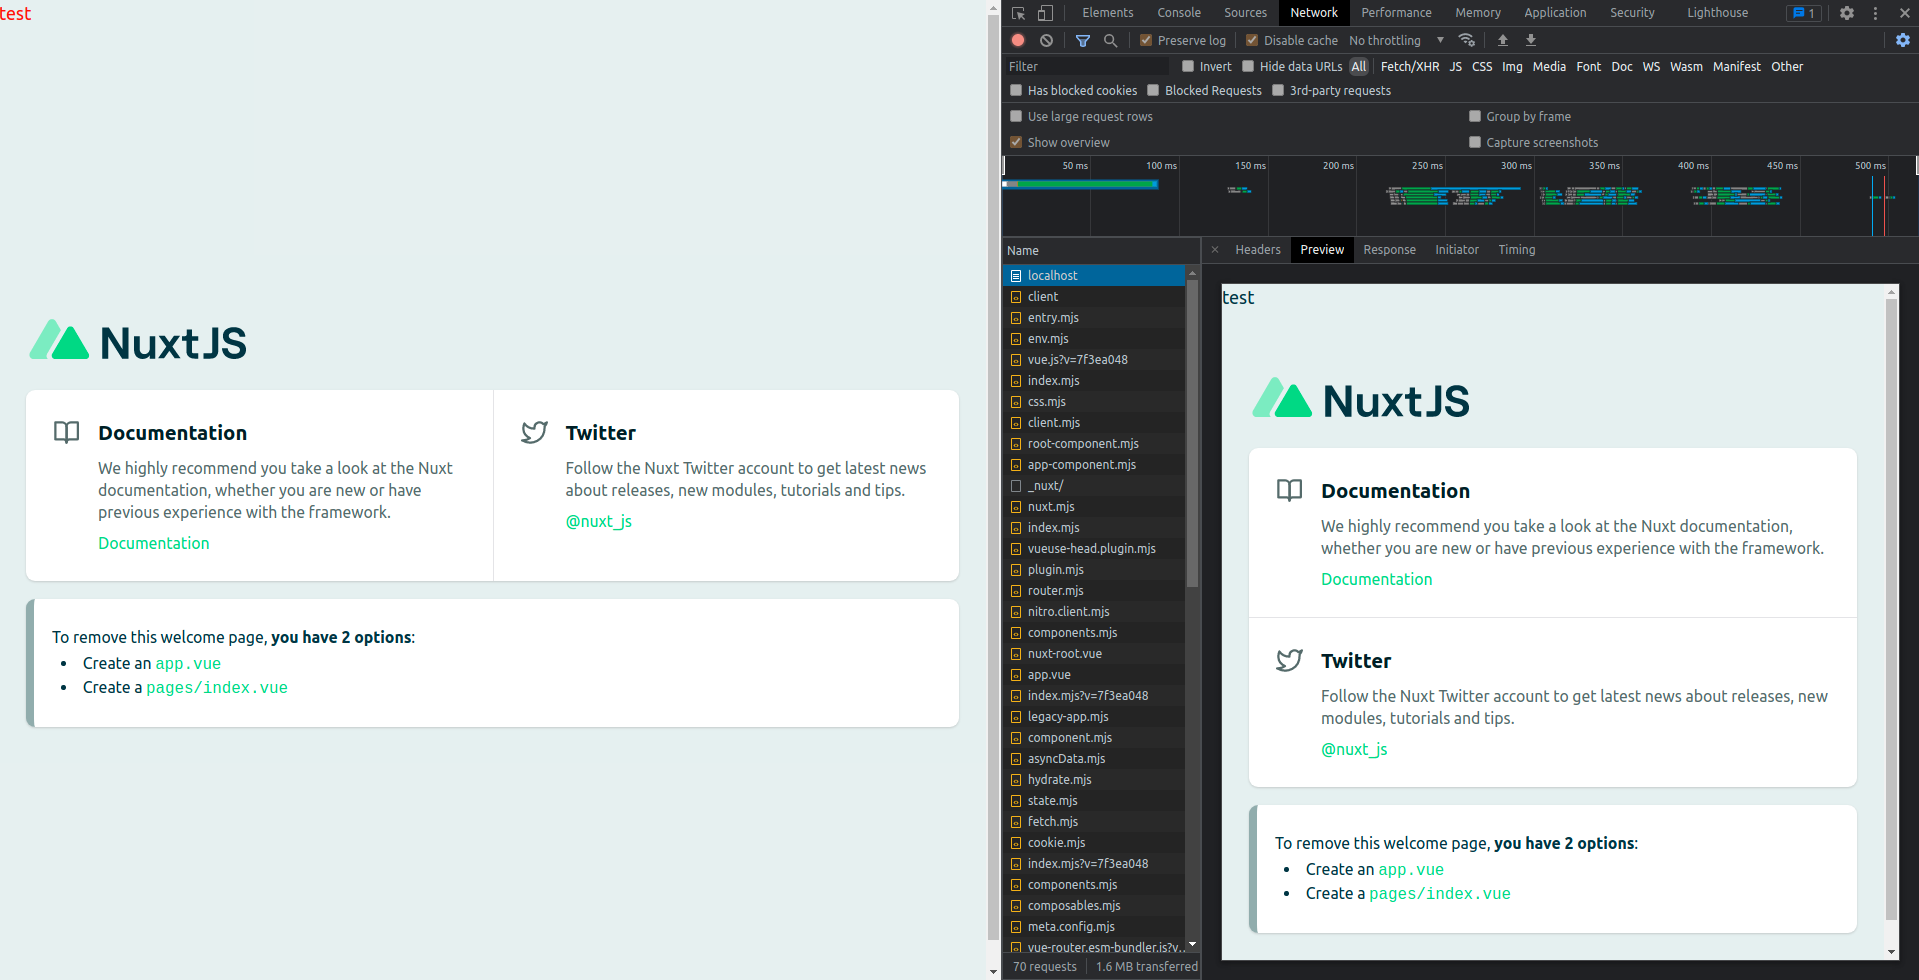 test
NuxtJS
Documentation
We highly recommend you take a look at the Nuxt
documentation, whether you are new or have
previous experience with the framework.
Documentation
Twitter
Follow the Nuxt Twitter account to get latest news
about releases, new modules, tutorials and tips.
@nuxt_js
To remove this welcome page, you have 2 options:
• Create an app.vue
• Create a pages/index.vue
Elements Console Sources Network Performance Memory Application Security Lighthouse 1
Preserve log Disable cache No throttling
Filter Invert Hide data URLs All Fetch/XHR JS CSS Img Media Font Doc WS Wasm Manifest Other
Has blocked cookies Blocked Requests 3rd-party requests
Use large request rows Group by frame
Show overview Capture screenshots
50 ms 100 ms 150 ms 200 ms 250 ms 300 ms 350 ms 400 ms 450 ms 500 ms
Name
localhost
client
entry.mjs
env.mjs
vue.js?v=7f3ea048
index.mjs
css.mjs
client.mjs
root-component.mjs
app-component.mjs
_nuxt/
nuxt.mjs
index.mjs
vueuse-head.plugin.mjs
plugin.mjs
router.mjs
nitro.client.mjs
components.mjs
nuxt-root.vue
app.vue
index.mjs?v=7f3ea048
legacy-app.mjs
component.mjs
asyncData.mjs
hydrate.mjs
state.mjs
fetch.mjs
cookie.mjs
index.mjs?v=7f3ea048
components.mjs
composables.mjs
meta.config.mjs
vue-router.esm-bundler.js?v...
70 requests 1.6 MB transferred
× Headers Preview Response Initiator Timing
test
NuxtJS
Documentation
We highly recommend you take a look at the Nuxt documentation,
whether you are new or have previous experience with the framework.
Documentation
Twitter
Follow the Nuxt Twitter account to get latest news about releases, new
modules, tutorials and tips.
@nuxt_js
To remove this welcome page, you have 2 options:
• Create an app.vue
• Create a pages/index.vue